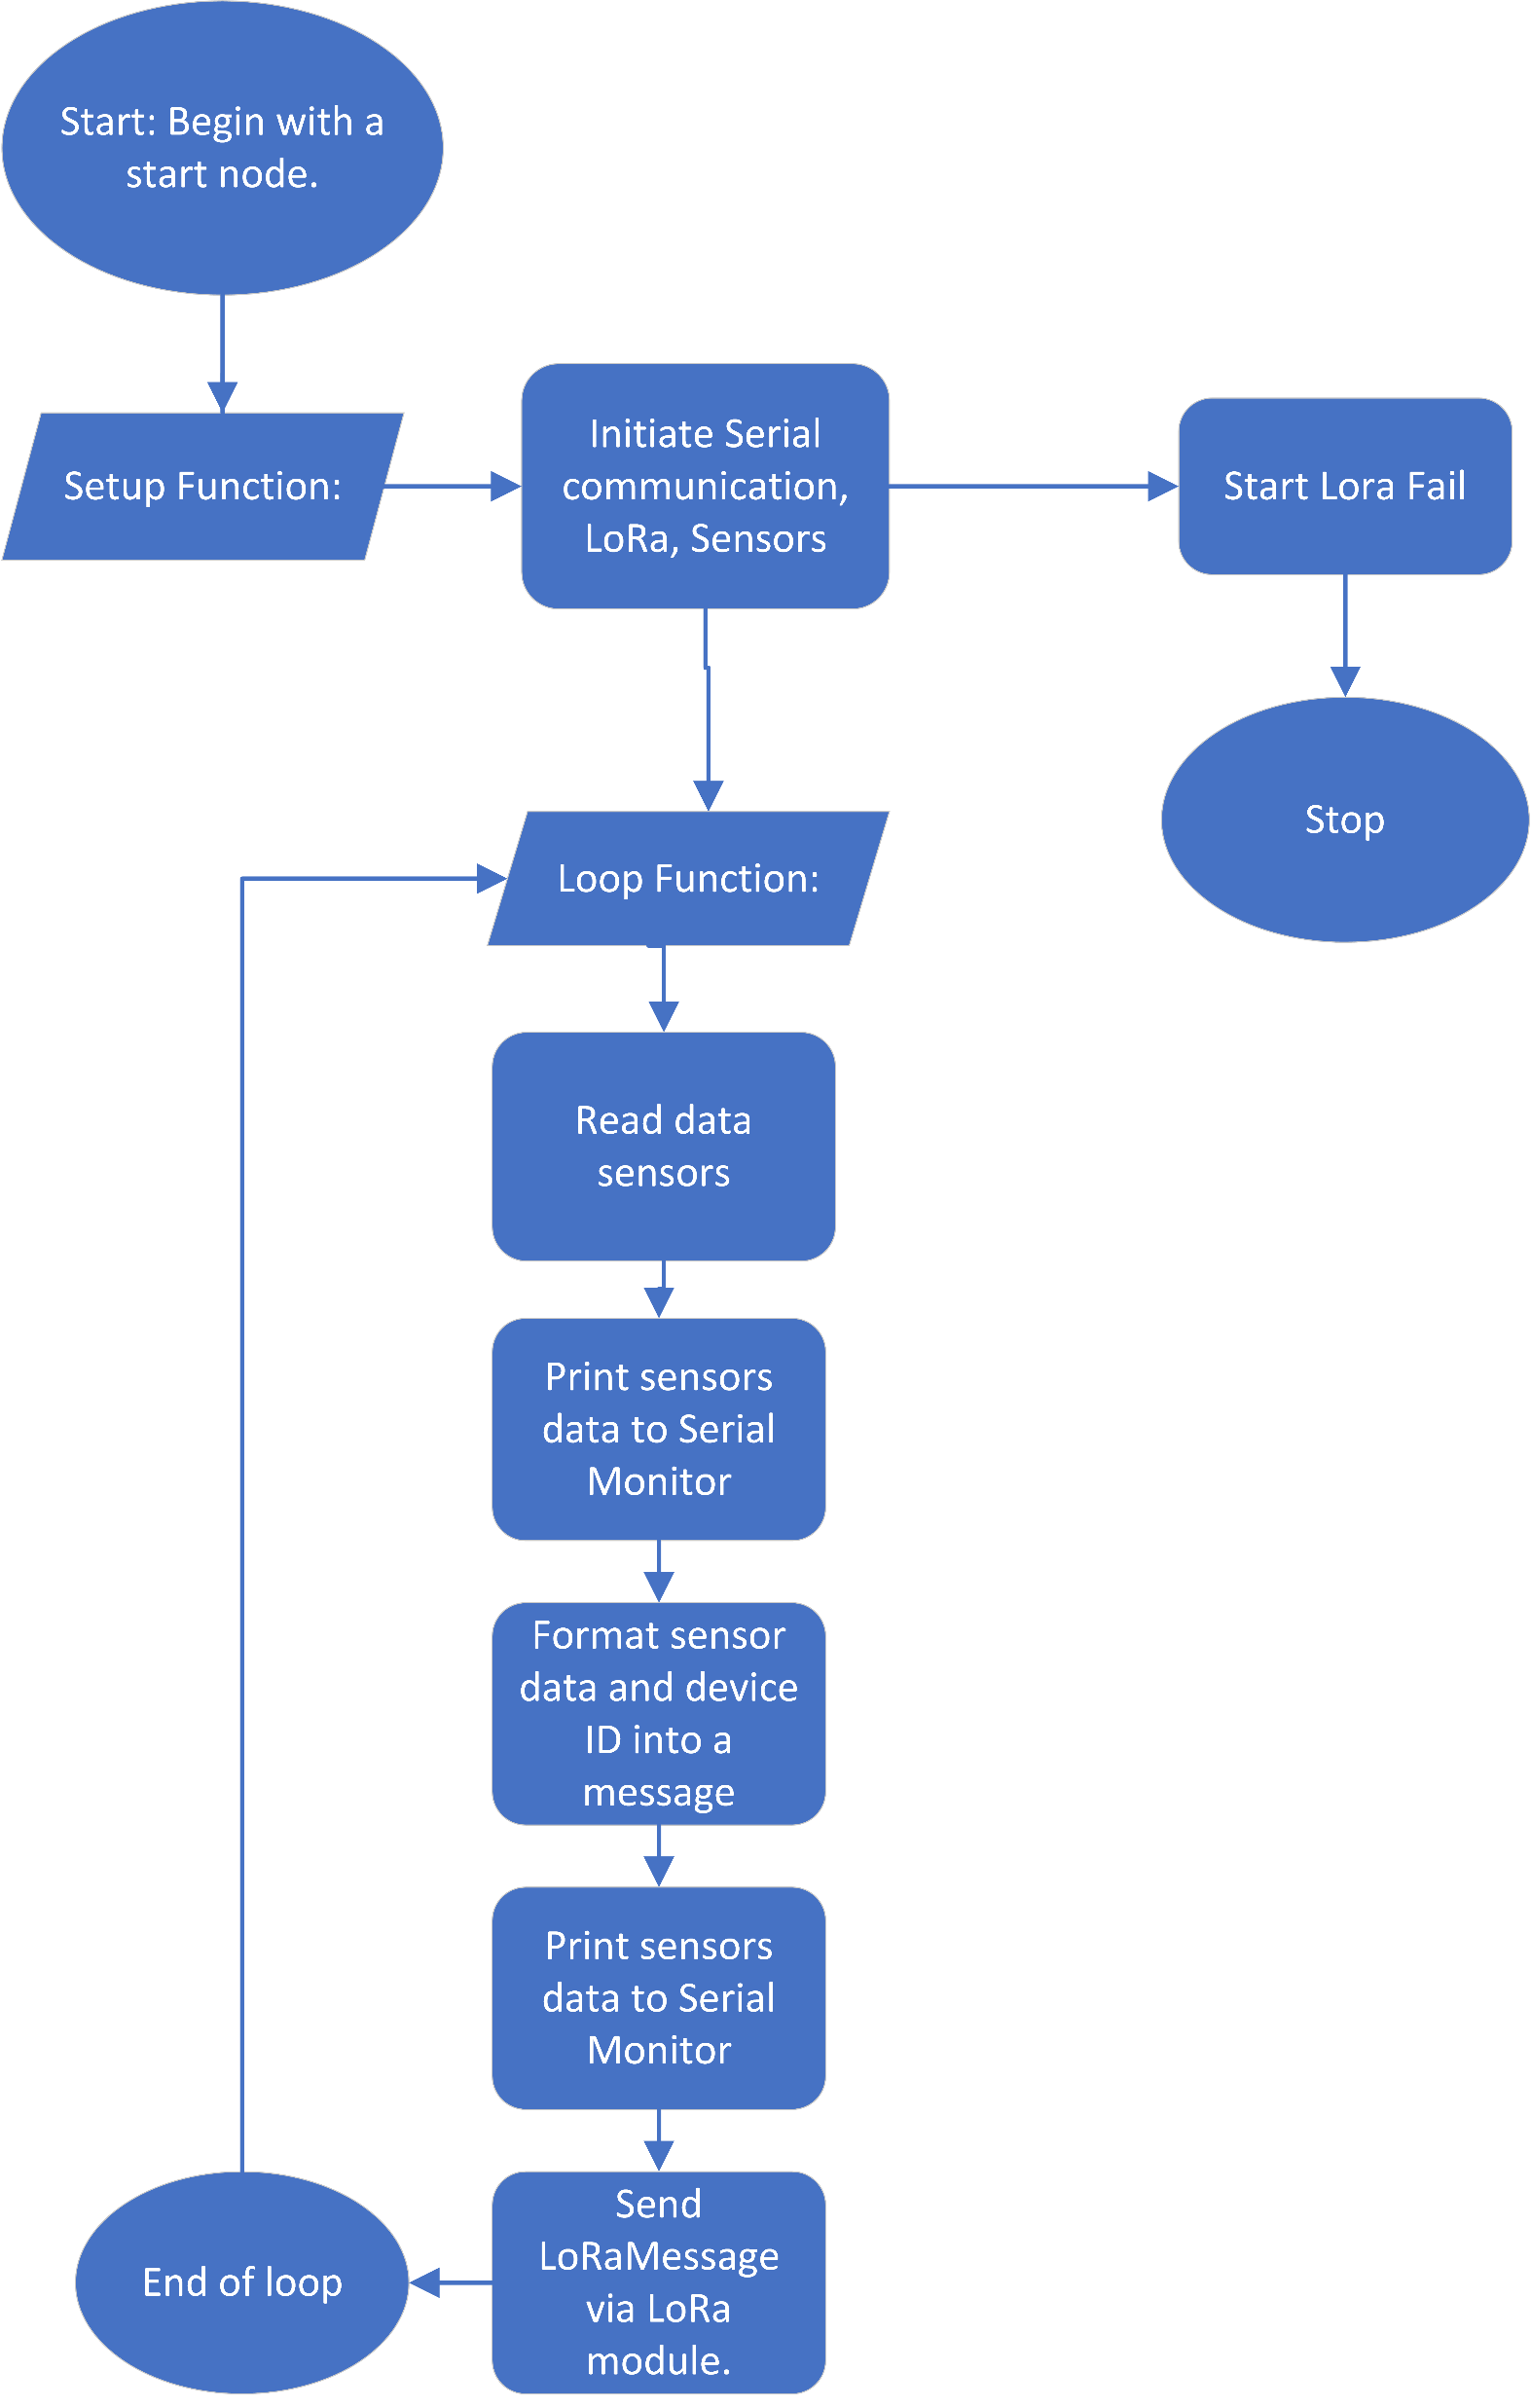 Start: Begin with a
start node.
Setup Function:
Initiate Serial
communication,
LoRa, Sensors
Start Lora Fail
Stop
Loop Function:
Read data
sensors
Print sensors
data to Serial
Monitor
Format sensor
data and device
ID into a
message
Print sensors
data to Serial
Monitor
Send
LoRaMessage
via LoRa
module.
End of loop